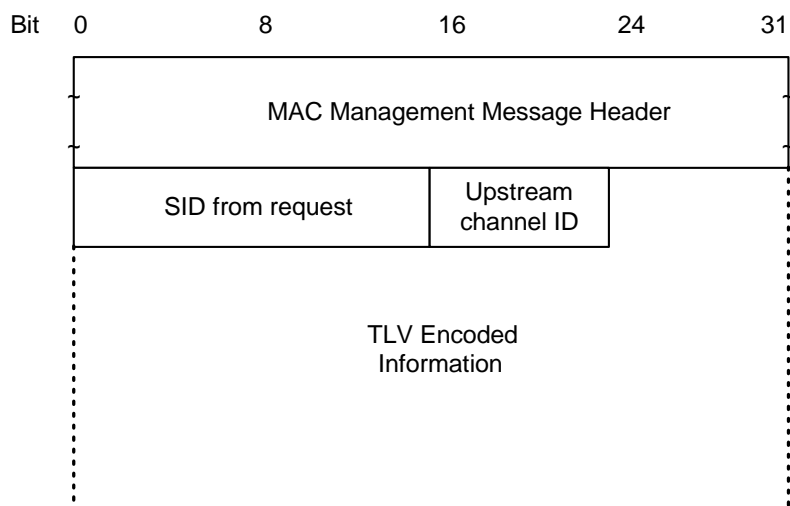 Bit 0 8 16 24 31
MAC Management Message Header
SID from request
Upstream
channel ID
TLV Encoded
Information